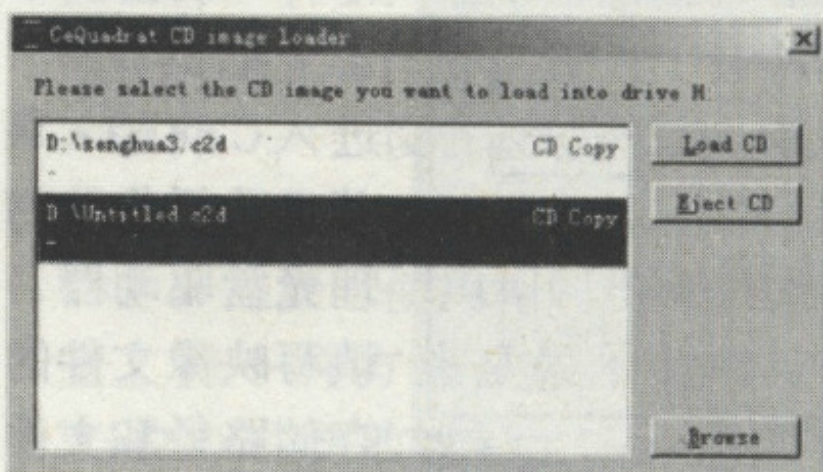 CeQuadrat CD image loader
Please select the CD image you want to load into drive H
D:\senghua3.c2d CD Copy
Load CD
D:\Untitled.c2d CD Copy
Eject CD
Browse